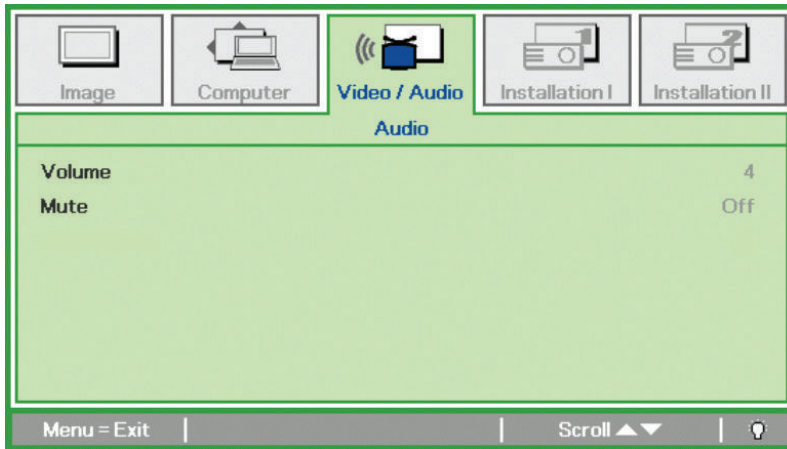 Image Computer Video / Audio Installation I Installation II
Audio
Volume 4
Mute Off
Menu = Exit Scroll ▲▼